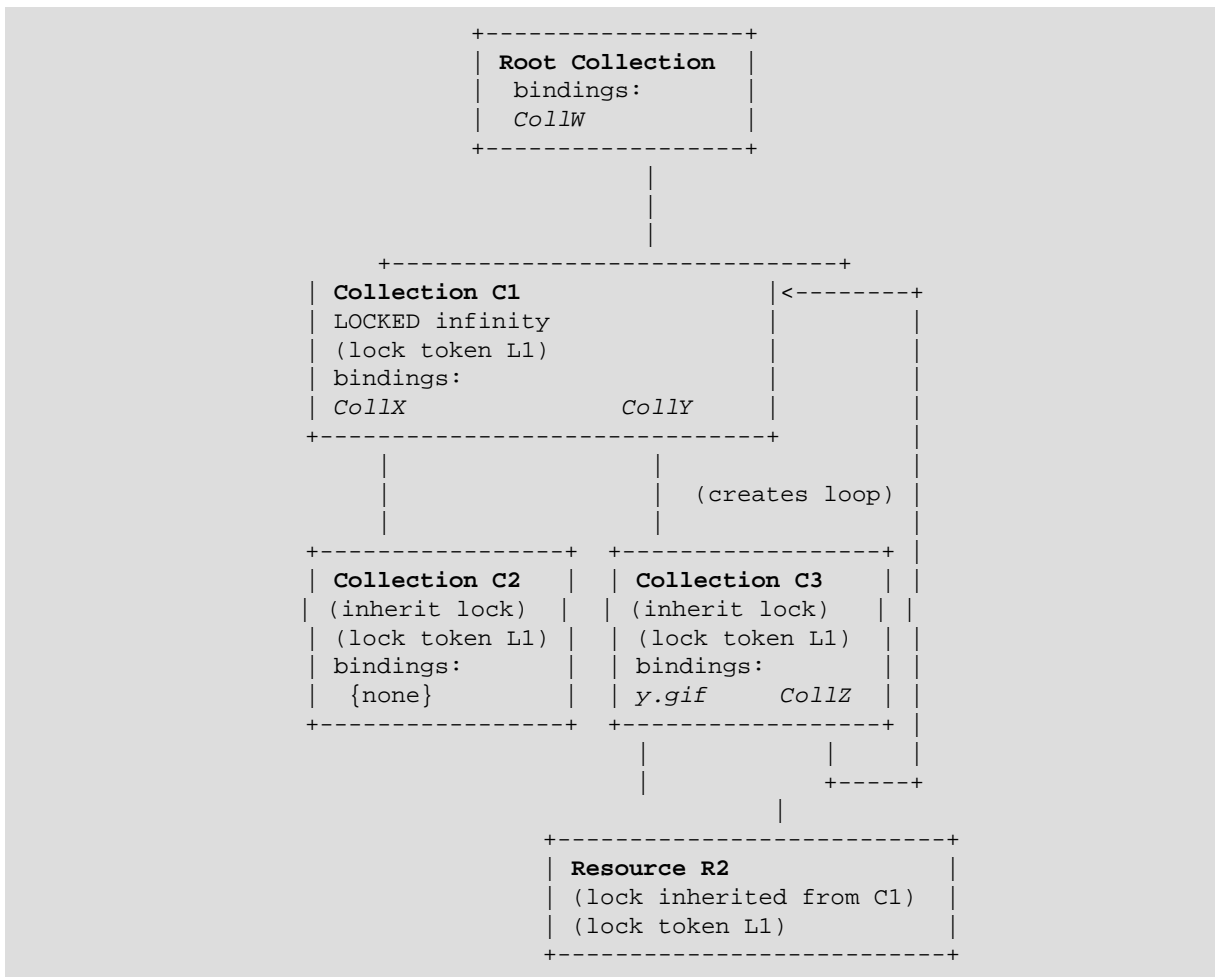 Root Collection
bindings:
CollW
Collection C1
LOCKED infinity
(lock token L1)
bindings:
CollX CollY
(creates loop)
Collection C2 Collection C3
(inherit lock) (inherit lock)
(lock token L1) (lock token L1)
bindings: bindings:
{none} y.gif CollZ
Resource R2
(lock inherited from C1)
(lock token L1)